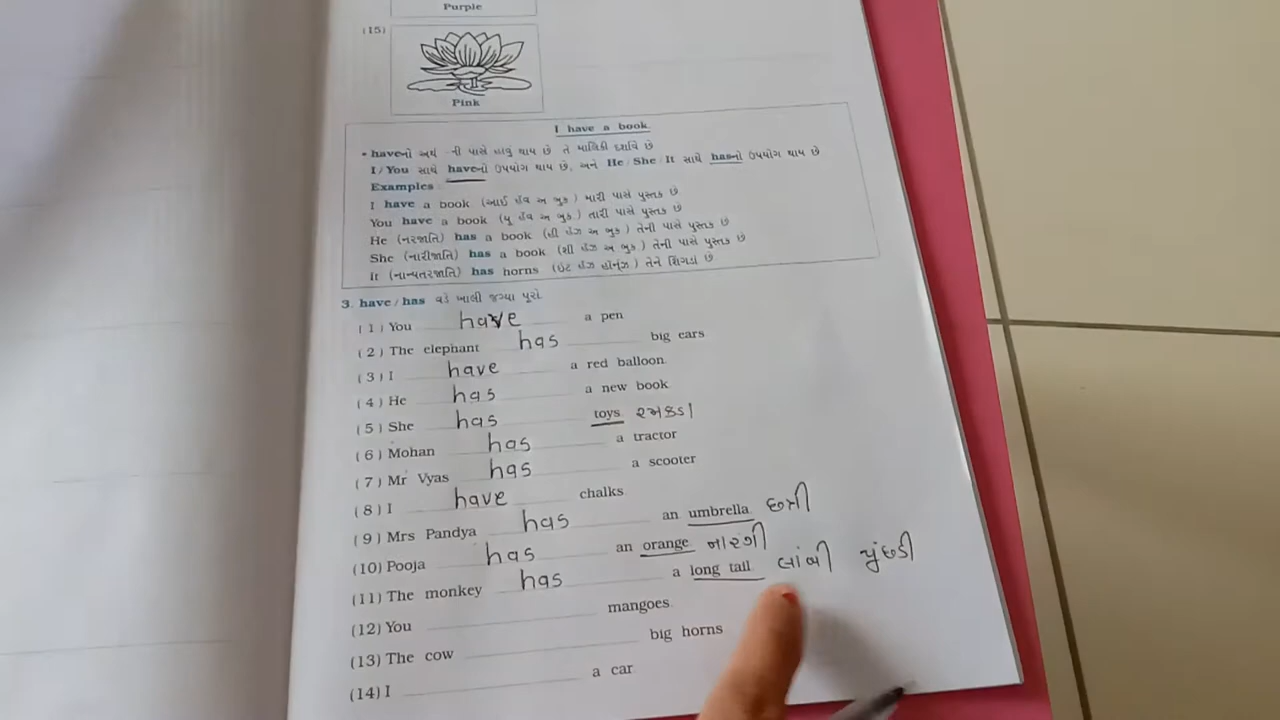 Purple
(15)
Pink
I have a book.
• haveનો અર્થ -ની પાસે હોવું થાય છે તે માલિકી દર્શાવે છે
I/You સાથે haveનો ઉપયોગ થાય છે, અને He/She/It સાથે hasનો ઉપયોગ થાય છે
Examples
I have a book (આઈ હૅવ અ બુક) મારી પાસે પુસ્તક છે
You have a book (યૂ હૅવ અ બુક) તારી પાસે પુસ્તક છે
He (નરજાતિ) has a book (હી હૅઝ અ બુક) તેની પાસે પુસ્તક છે
She (નારીજાતિ) has a book (શી હૅઝ અ બુક) તેની પાસે પુસ્તક છે
It (નાન્યતરજાતિ) has horns (ઇટ હૅઝ હૉર્ન્ઝ) તેને શિંગડાં છે
3. have/has વડે ખાલી જગ્યા પૂરો.
(1) You have a pen
(2) The elephant has big ears
(3) I have a red balloon.
(4) He has a new book
(5) She has toys રમકડા
(6) Mohan has a tractor
(7) Mr Vyas has a scooter
(8) I have chalks
(9) Mrs Pandya has an umbrella છત્રી
(10) Pooja has an orange નારંગી
(11) The monkey has a long tail લાંબી પૂંછડી
(12) You mangoes.
(13) The cow big horns
(14) I a car